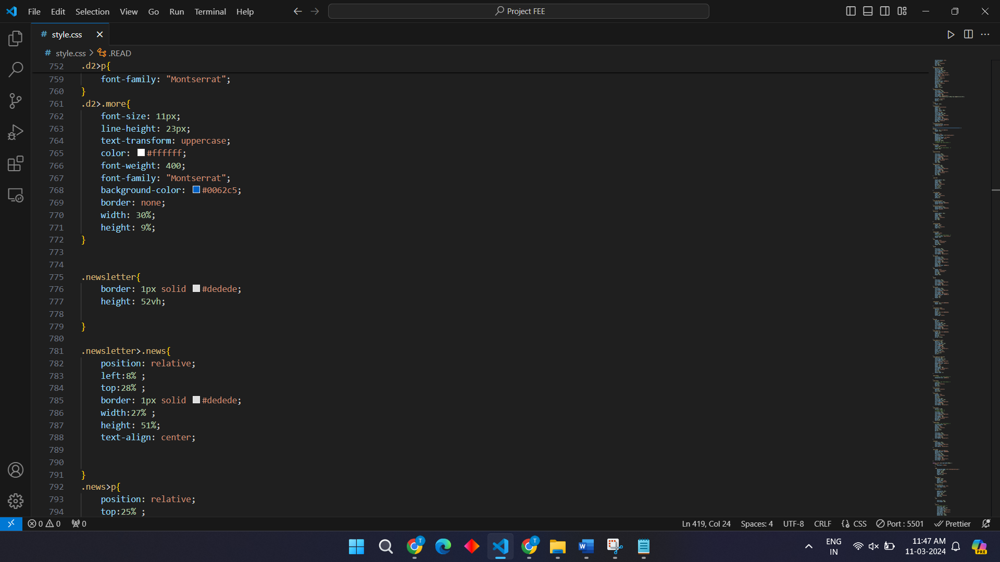 File Edit Selection View Go Run Terminal Help
Project FEE
# style.css
# style.css > .READ
752 .d2>p{
759 font-family: "Montserrat";
760 }
761 .d2>.more{
762 font-size: 11px;
763 line-height: 23px;
764 text-transform: uppercase;
765 color: #ffffff;
766 font-weight: 400;
767 font-family: "Montserrat";
768 background-color: #0062c5;
769 border: none;
770 width: 30%;
771 height: 9%;
772 }
773
774
775 .newsletter{
776 border: 1px solid #dedede;
777 height: 52vh;
778
779 }
780
781 .newsletter>.news{
782 position: relative;
783 left:8% ;
784 top:28% ;
785 border: 1px solid #dedede;
786 width:27% ;
787 height: 51%;
788 text-align: center;
789
790
791 }
792 .news>p{
793 position: relative;
794 top:25% ;
0 0 0 Ln 419, Col 24 Spaces: 4 UTF-8 CRLF {} CSS Port : 5501 Prettier
T W T PRE
ENG
IN
11:47 AM
11-03-2024